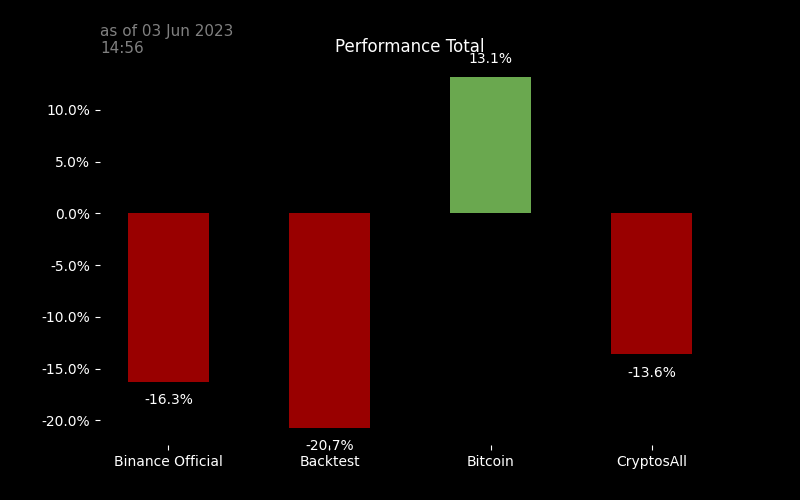 as of 03 Jun 2023
14:56
Performance Total
13.1%
10.0%
5.0%
0.0%
-5.0%
-10.0%
-15.0%
-20.0%
-16.3%
-20.7%
-13.6%
Binance Official
Backtest
Bitcoin
CryptosAll